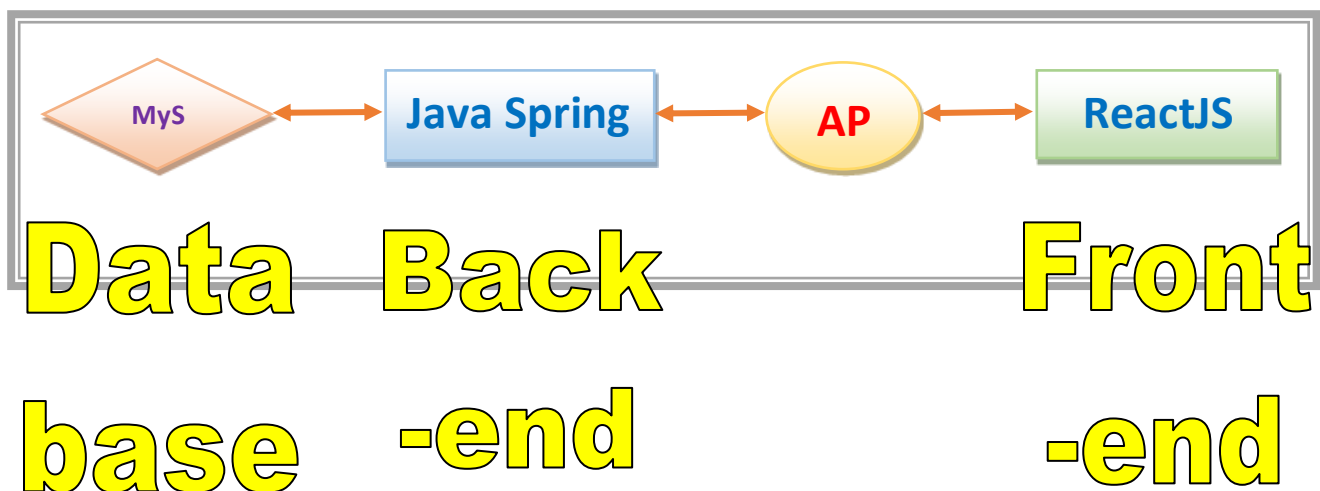 MyS
Java Spring
AP
ReactJS
Data
base
Back
-end
Front
-end